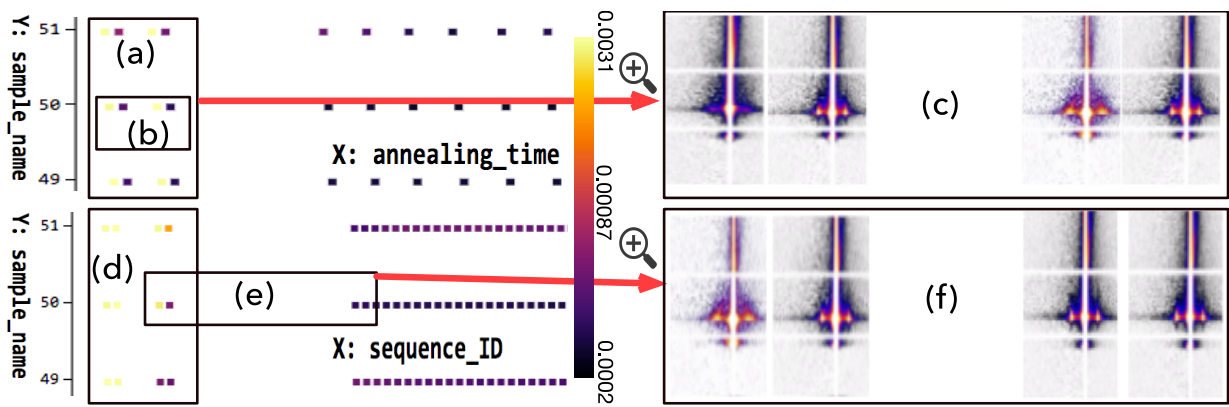 Y: sample_name
51
50
49
(a)
(b)
X: annealing_time
0.0031
0.00087
0.0002
(c)
Y: sample_name
51
50
49
(d)
(e)
X: sequence_ID
(f)